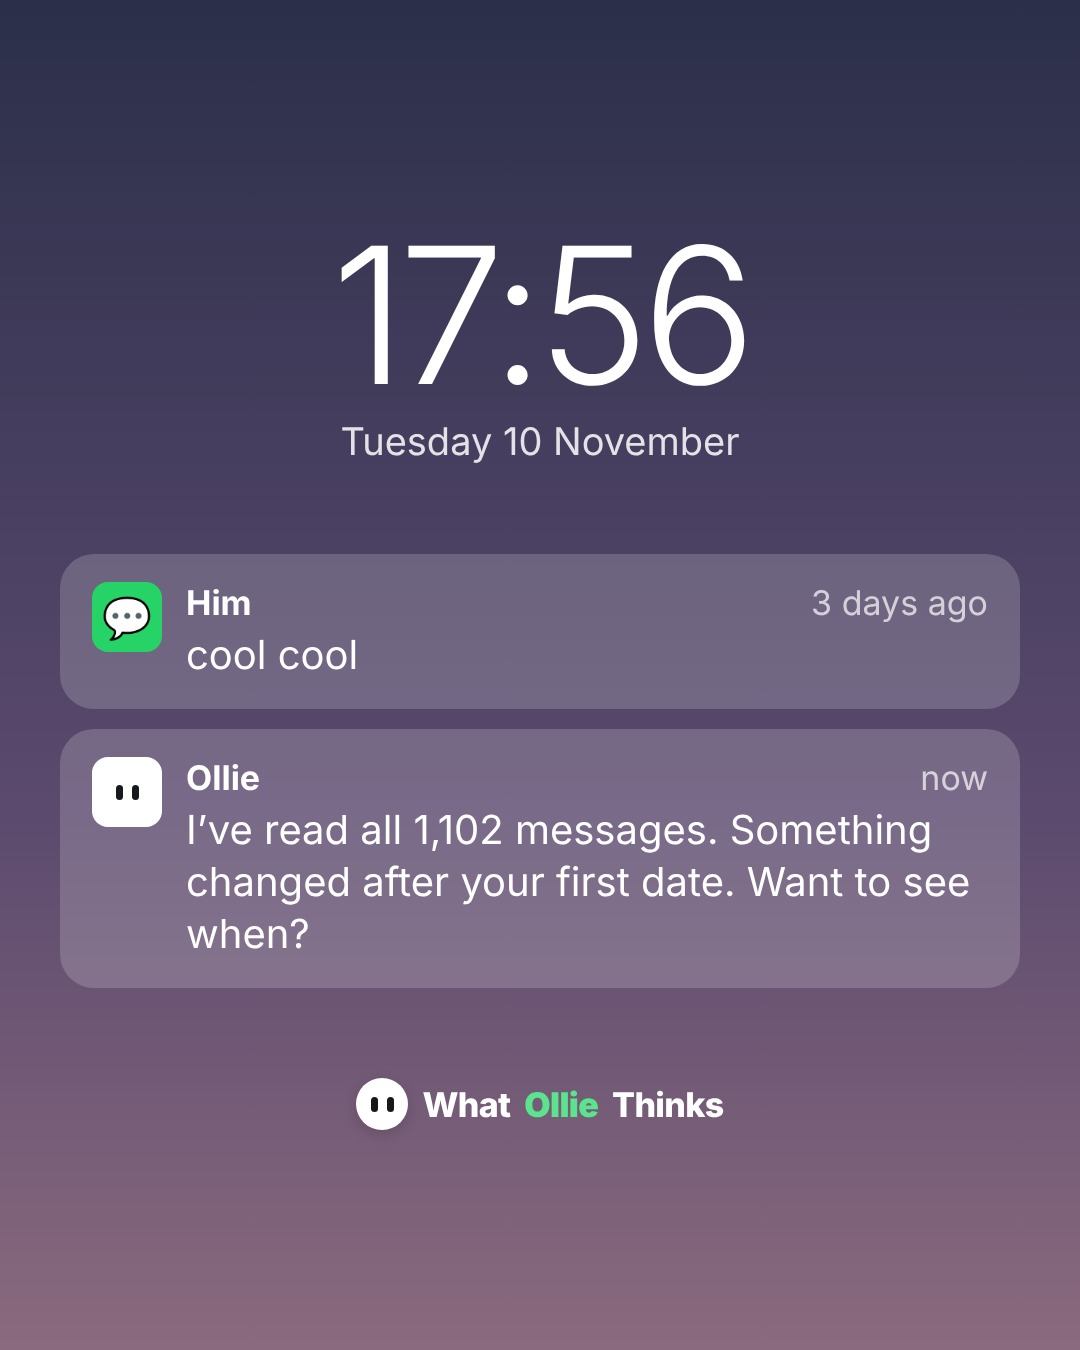 17:56
Tuesday 10 November
Him
3 days ago
cool cool
Ollie
now
I’ve read all 1,102 messages. Something
changed after your first date. Want to see
when?
What Ollie Thinks